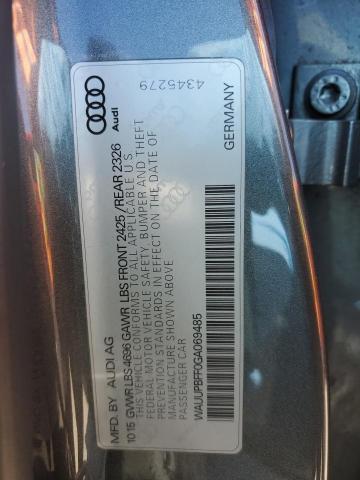 Audi
4345279
MFD. BY AUDI AG
GERMANY
1015 GVWR LBS 4696 GAWR LBS FRONT 2425 / REAR 2326
THIS VEHICLE CONFORMS TO ALL APPLICABLE U S
FEDERAL MOTOR VEHICLE SAFETY, BUMPER AND THEFT
PREVENTION STANDARDS IN EFFECT ON THE DATE OF
MANUFACTURE SHOWN ABOVE
PASSENGER CAR
WAUUPBFF0GA069485